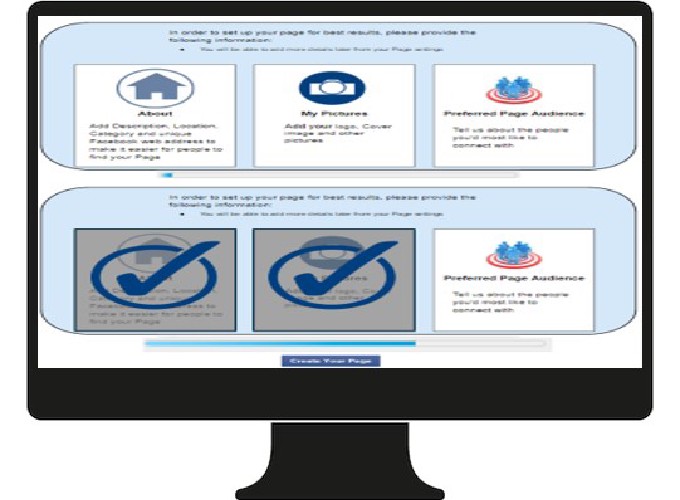 In order to set up your page for best results, please provide the
following information:
• You will be able to add more details later from your Page settings.
About
Add Description, Location,
Category and unique
Facebook web address to
make it easier for people to
find your Page
My Pictures
Add your logo, Cover
image and other
pictures
Preferred Page Audience
Tell us about the people
you'd most like to
connect with
In order to set up your page for best results, please provide the
following information:
• You will be able to add more details later from your Page settings.
Description, Location,
Category and
Facebook address to
make it easier for people to
find your Page
Pictures
logo, Cover
image and other
Preferred Page Audience
Tell us about the people
you'd most like to
connect with
Create Your Page